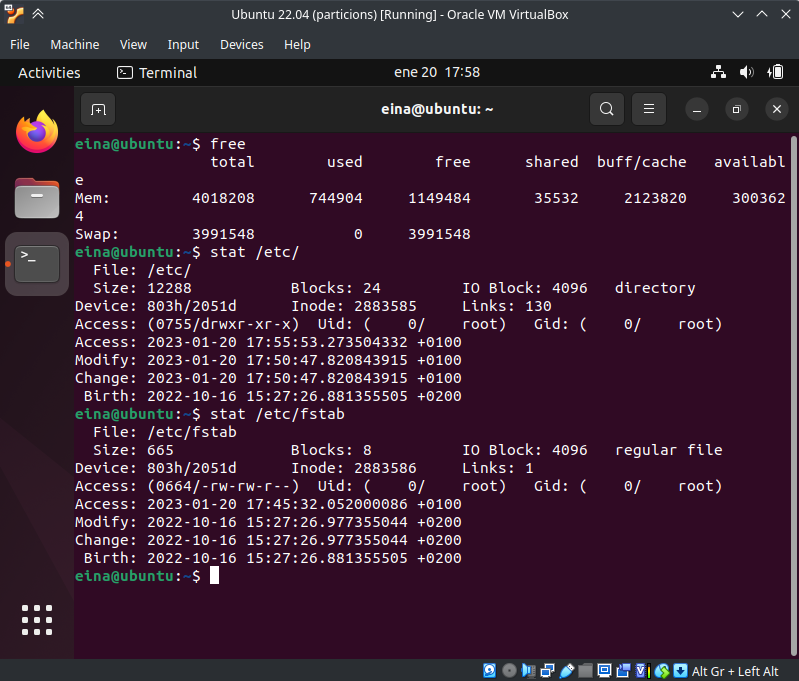 Ubuntu 22.04 (particions) [Running] - Oracle VM VirtualBox
File Machine View Input Devices Help
Activities Terminal ene 20 17:58
eina@ubuntu: ~
eina@ubuntu:~$ free
               total        used        free      shared  buff/cache   availabl
e
Mem:         4018208      744904     1149484       35532     2123820     300362
4
Swap:        3991548           0     3991548
eina@ubuntu:~$ stat /etc/
  File: /etc/
  Size: 12288           Blocks: 24         IO Block: 4096   directory
Device: 803h/2051d      Inode: 2883585     Links: 130
Access: (0755/drwxr-xr-x)  Uid: (    0/    root)   Gid: (    0/    root)
Access: 2023-01-20 17:55:53.273504332 +0100
Modify: 2023-01-20 17:50:47.820843915 +0100
Change: 2023-01-20 17:50:47.820843915 +0100
 Birth: 2022-10-16 15:27:26.881355505 +0200
eina@ubuntu:~$ stat /etc/fstab
  File: /etc/fstab
  Size: 665             Blocks: 8          IO Block: 4096   regular file
Device: 803h/2051d      Inode: 2883586     Links: 1
Access: (0664/-rw-rw-r--)  Uid: (    0/    root)   Gid: (    0/    root)
Access: 2023-01-20 17:45:32.052000086 +0100
Modify: 2022-10-16 15:27:26.977355044 +0200
Change: 2022-10-16 15:27:26.977355044 +0200
 Birth: 2022-10-16 15:27:26.881355505 +0200
eina@ubuntu:~$
Alt Gr + Left Alt